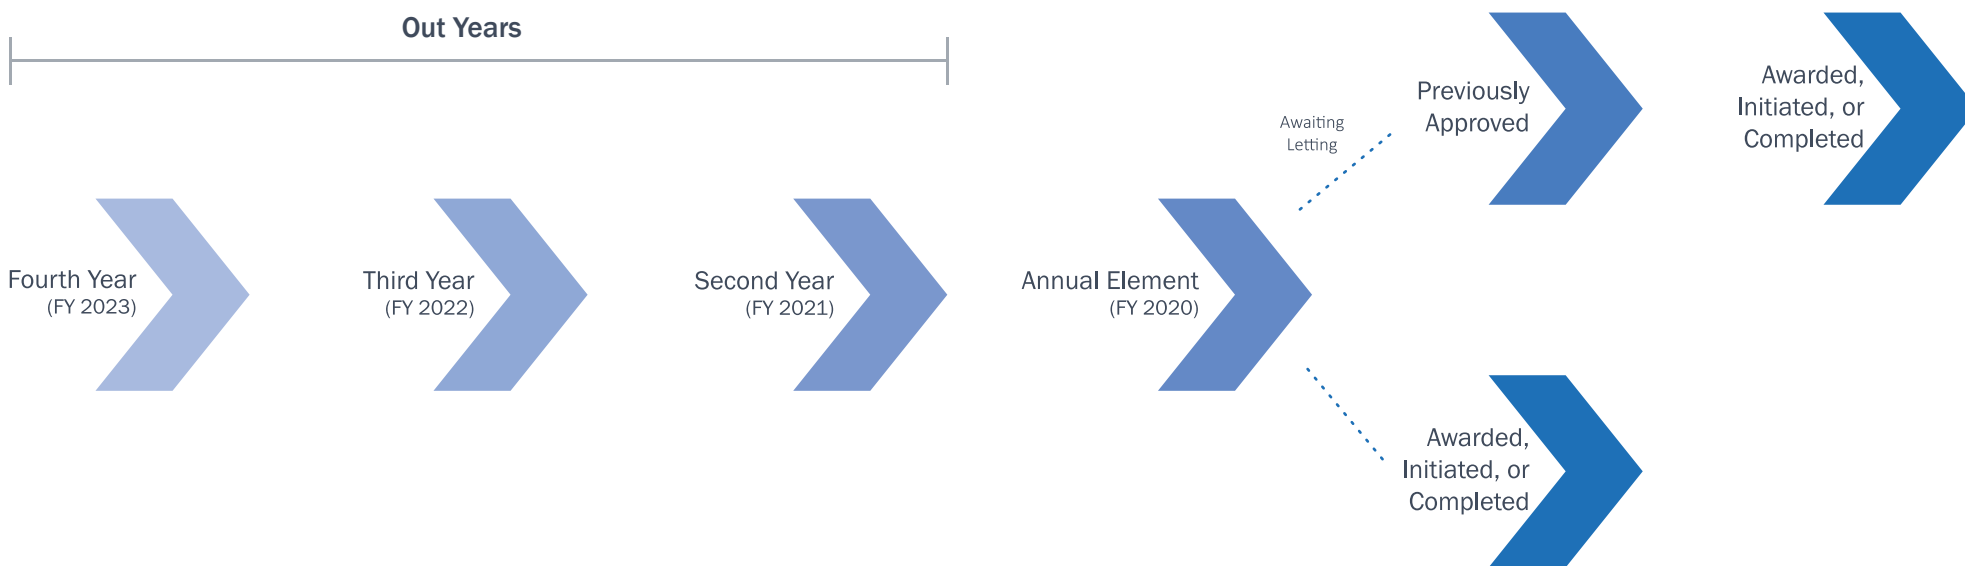 Out Years
Fourth Year
(FY 2023)
Third Year
(FY 2022)
Second Year
(FY 2021)
Annual Element
(FY 2020)
Awaiting
Letting
Previously
Approved
Awarded,
Initiated, or
Completed
Awarded,
Initiated, or
Completed